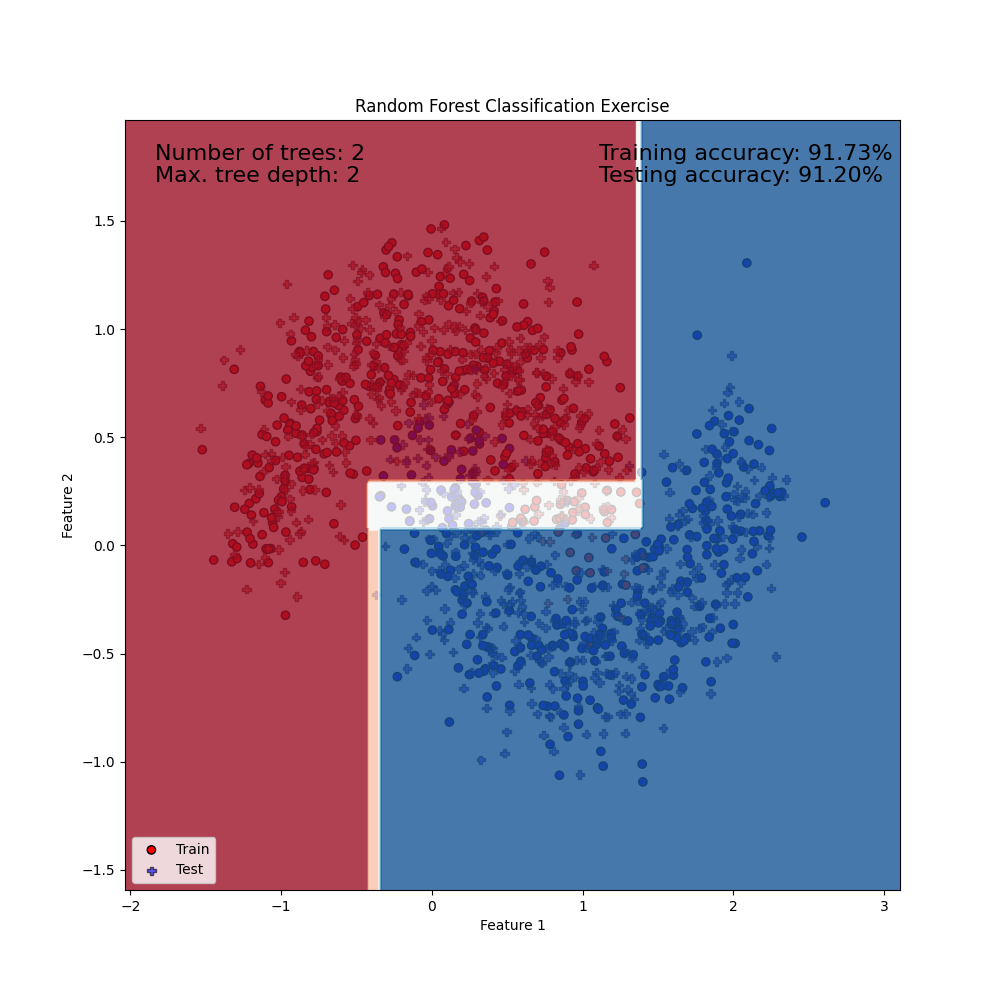 Random Forest Classification Exercise
Number of trees: 2
Max. tree depth: 2
Training accuracy: 91.73%
Testing accuracy: 91.20%
1.5
1.0
0.5
0.0
−0.5
−1.0
−1.5
Feature 2
Train
Test
−2 −1 0 1 2 3
Feature 1